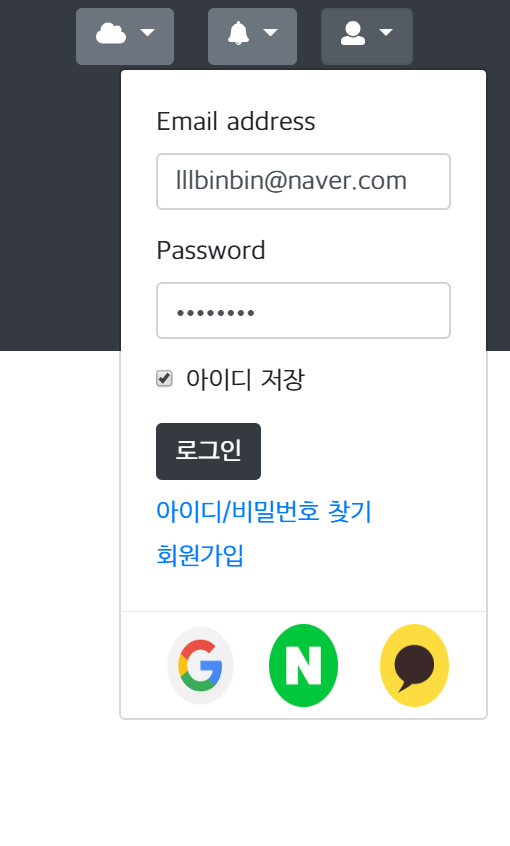 Email address
lllbinbin@naver.com
Password
••••••••
아이디 저장
로그인
아이디/비밀번호 찾기
회원가입
G N